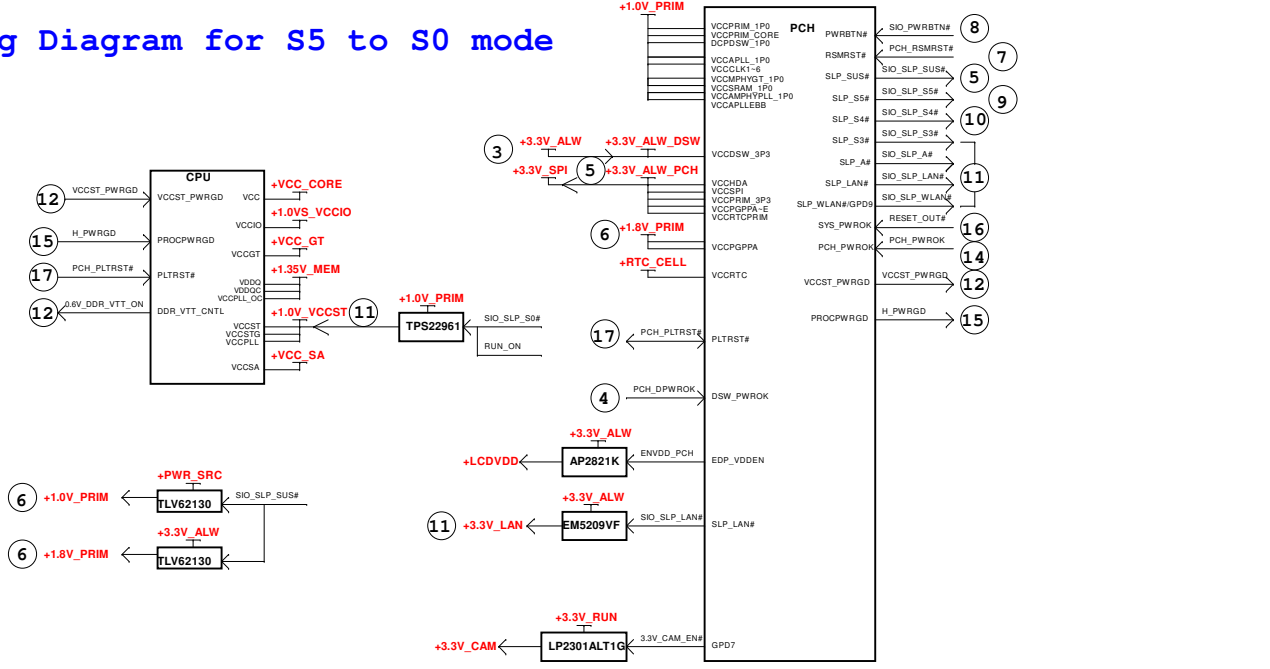 g Diagram for S5 to S0 mode
+1.0V_PRIM
PCH
VCCPRIM_1P0
VCCPRIM_CORE
DCPDSW_1P0
VCCAPLL_1P0
VCCCLK1~6
VCCMPHYGT_1P0
VCCSRAM_1P0
VCCAMPHYPLL_1P0
VCCAPLLEBB
PWRBTN#
SIO_PWRBTN#
8
RSMRST#
PCH_RSMRST#
7
SLP_SUS#
SIO_SLP_SUS#
5
SLP_S5#
SIO_SLP_S5#
9
SLP_S4#
SIO_SLP_S4#
10
SLP_S3#
SIO_SLP_S3#
SLP_A#
SIO_SLP_A#
SLP_LAN#
SIO_SLP_LAN#
11
SLP_WLAN#/GPD9
SIO_SLP_WLAN#
SYS_PWROK
RESET_OUT#
16
PCH_PWROK
PCH_PWROK
14
VCCST_PWRGD
VCCST_PWRGD
12
PROCPWRGD
H_PWRGD
15
3
+3.3V_ALW
+3.3V_ALW_DSW
VCCDSW_3P3
+3.3V_SPI
5
+3.3V_ALW_PCH
VCCHDA
VCCSPI
VCCPRIM_3P3
VCCPGPPA~E
VCCRTCPRIM
6
+1.8V_PRIM
VCCPGPPA
+RTC_CELL
VCCRTC
17
PCH_PLTRST#
PLTRST#
4
PCH_DPWROK
DSW_PWROK
+3.3V_ALW
+LCDVDD
AP2821K
ENVDD_PCH
EDP_VDDEN
+3.3V_ALW
11
+3.3V_LAN
EM5209VF
SIO_SLP_LAN#
SLP_LAN#
+3.3V_RUN
+3.3V_CAM
LP2301ALT1G
3.3V_CAM_EN#
GPD7
CPU
12
VCCST_PWRGD
VCCST_PWRGD
15
H_PWRGD
PROCPWRGD
17
PCH_PLTRST#
PLTRST#
12
0.6V_DDR_VTT_ON
DDR_VTT_CNTL
+VCC_CORE
VCC
+1.0VS_VCCIO
VCCIO
+VCC_GT
VCCGT
+1.35V_MEM
VDDQ
VDDQC
VCCPLL_OC
+1.0V_VCCST
11
VCCST
VCCSTG
VCCPLL
+VCC_SA
VCCSA
+1.0V_PRIM
TPS22961
SIO_SLP_S0#
RUN_ON
+PWR_SRC
6
+1.0V_PRIM
TLV62130
SIO_SLP_SUS#
+3.3V_ALW
6
+1.8V_PRIM
TLV62130